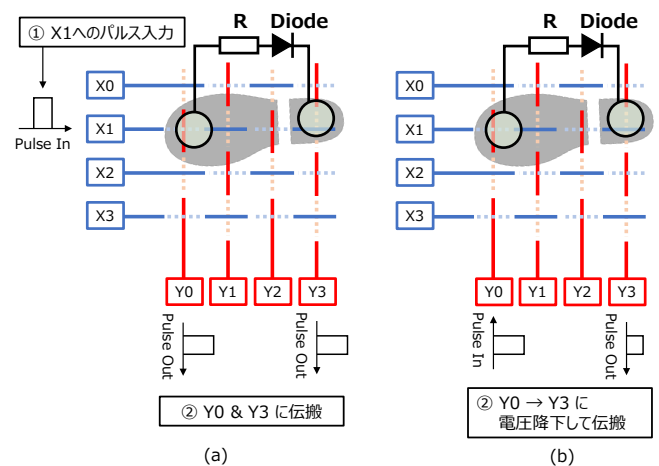 ① X1へのパルス入力
Pulse In
R Diode
X0
X1
X2
X3
Y0 Y1 Y2 Y3
Pulse Out
Pulse Out
② Y0 & Y3 に伝搬
(a)
R Diode
X0
X1
X2
X3
Y0 Y1 Y2 Y3
Pulse In
Pulse Out
② Y0 → Y3 に
電圧降下して伝搬
(b)